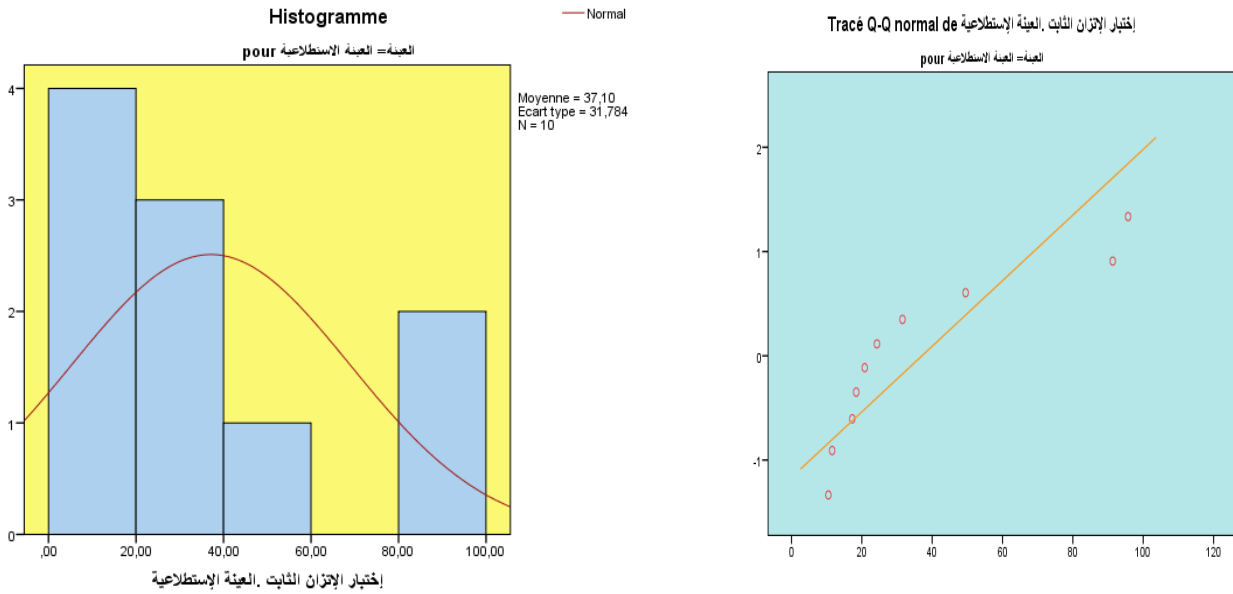 Histogramme
Normal
pour العينة= العينة الاستطلاعية
Moyenne = 37,10
Ecart type = 31,784
N = 10
4
3
2
1
0
,00 20,00 40,00 60,00 80,00 100,00
إختبار الإتزان الثابت .العينة الإستطلاعية
Tracé Q-Q normal de إختبار الإتزان الثابت .العينة الإستطلاعية
pour العينة= العينة الاستطلاعية
2
1
0
-1
0 20 40 60 80 100 120